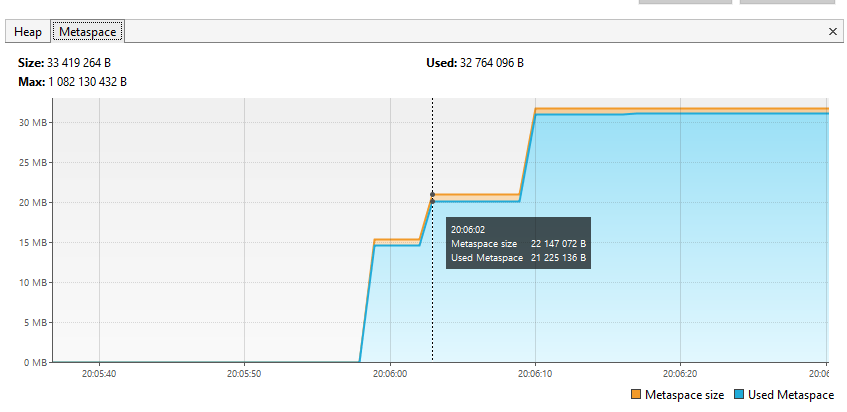 Heap Metaspace ×
Size: 33 419 264 B Used: 32 764 096 B
Max: 1 082 130 432 B
30 MB
25 MB
20 MB
20:06:02
Metaspace size 22 147 072 B
Used Metaspace 21 225 136 B
15 MB
10 MB
5 MB
0 MB
20:05:40 20:05:50 20:06:00 20:06:10 20:06:20 20:06
Metaspace size Used Metaspace